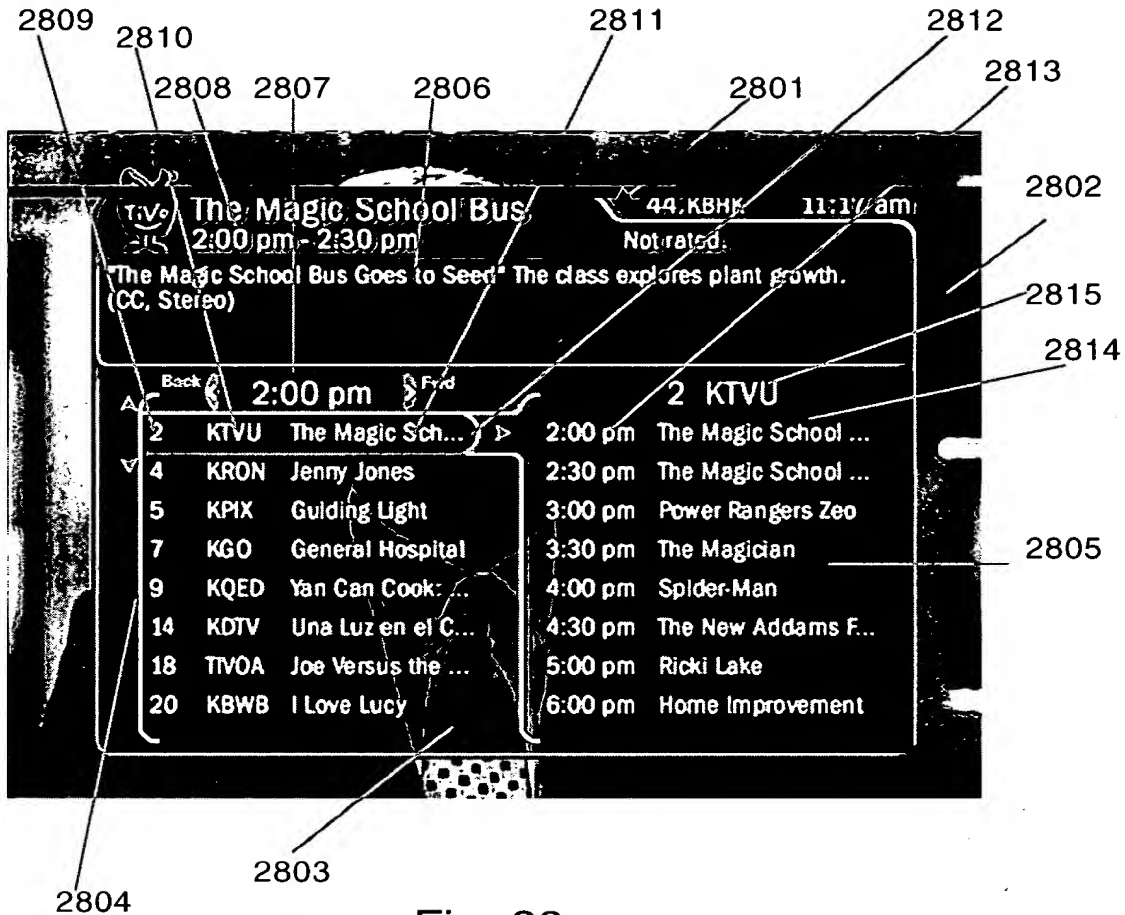 2809 2810 2811 2812
2808 2807 2806 2801 2813
2802
TiVo The Magic School Bus 44,KBHK 11:17 am
2:00 pm - 2:30 pm Not rated.
2815
"The Magic School Bus Goes to Seed" The class explores plant growth.
(CC, Stereo)
2814
Back 2:00 pm Fwd 2 KTVU
2 KTVU The Magic Sch... 2:00 pm The Magic School ...
4 KRON Jenny Jones 2:30 pm The Magic School ...
5 KPIX Guiding Light 3:00 pm Power Rangers Zeo
7 KGO General Hospital 3:30 pm The Magician
2805
9 KQED Yan Can Cook: ... 4:00 pm Spider-Man
14 KDTV Una Luz en el C... 4:30 pm The New Addams F...
18 TIVOA Joe Versus the ... 5:00 pm Ricki Lake
20 KBWB I Love Lucy 6:00 pm Home Improvement
2803
2804